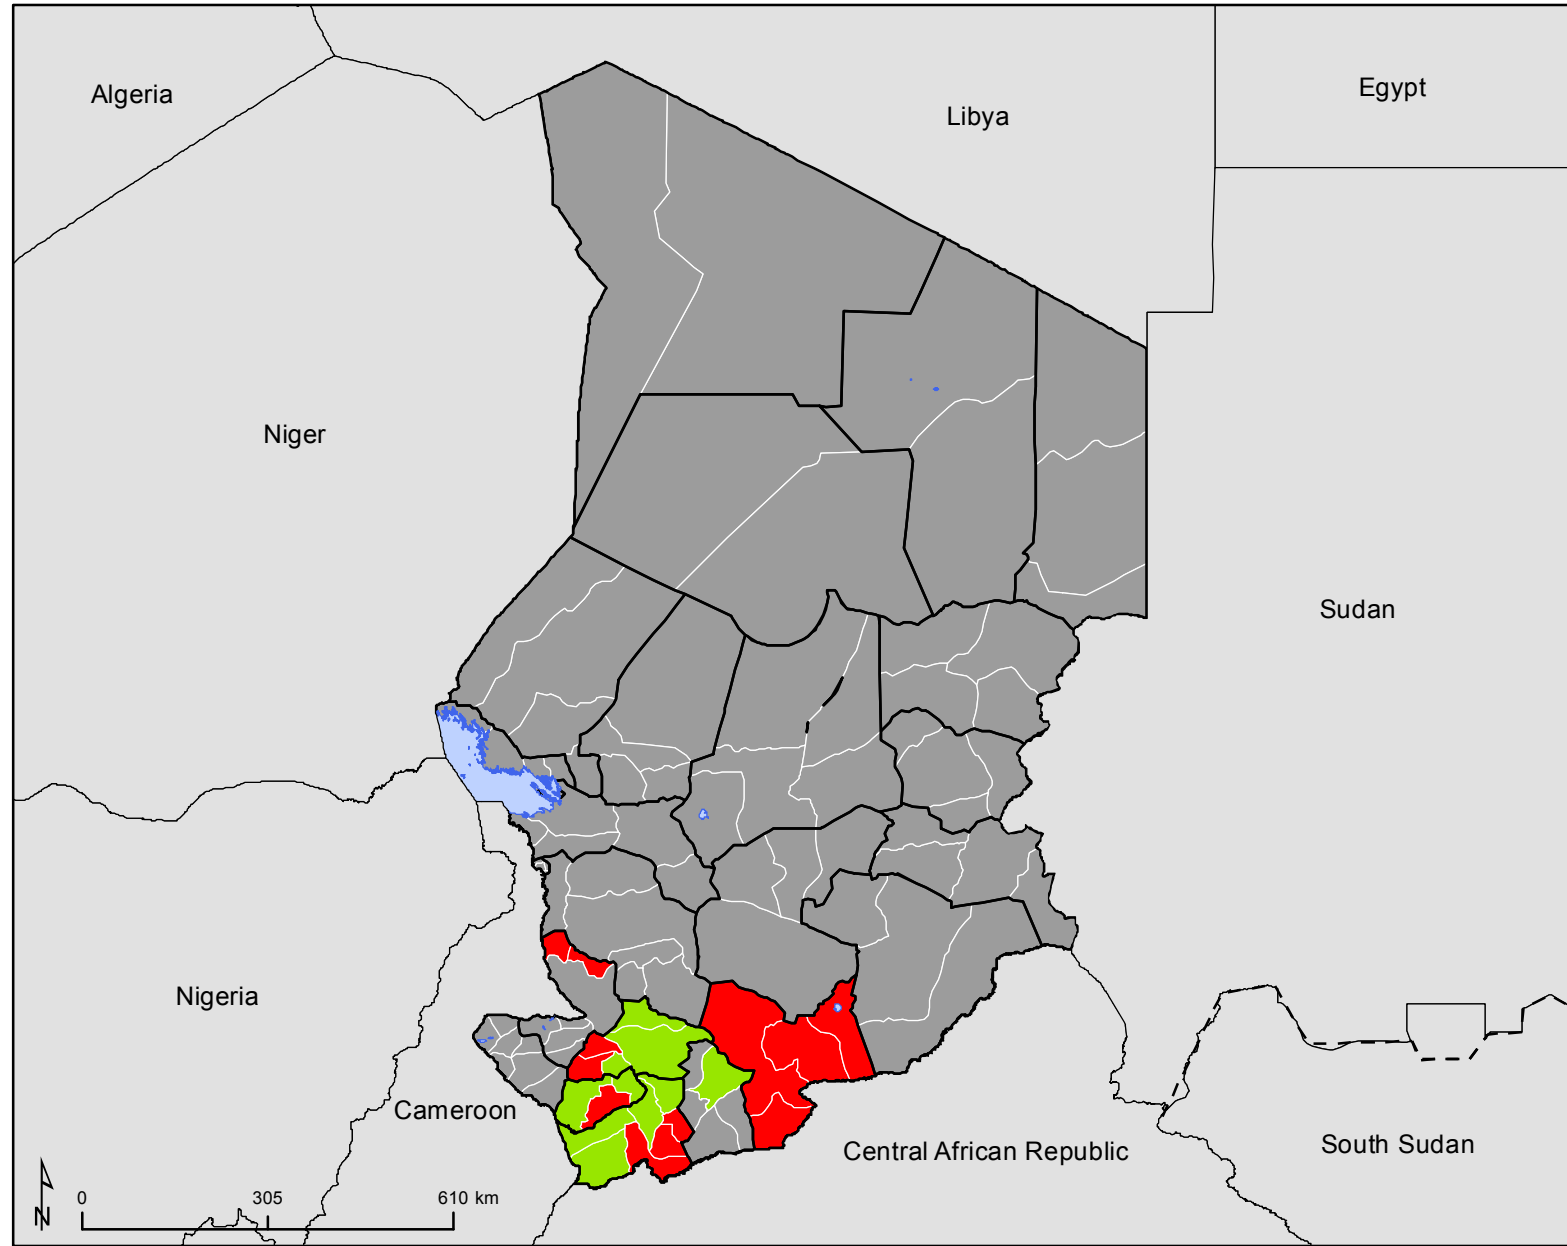 Algeria
Egypt
Libya
Niger
Sudan
Nigeria
Cameroon
Central African Republic
South Sudan
N
0
305
610 km